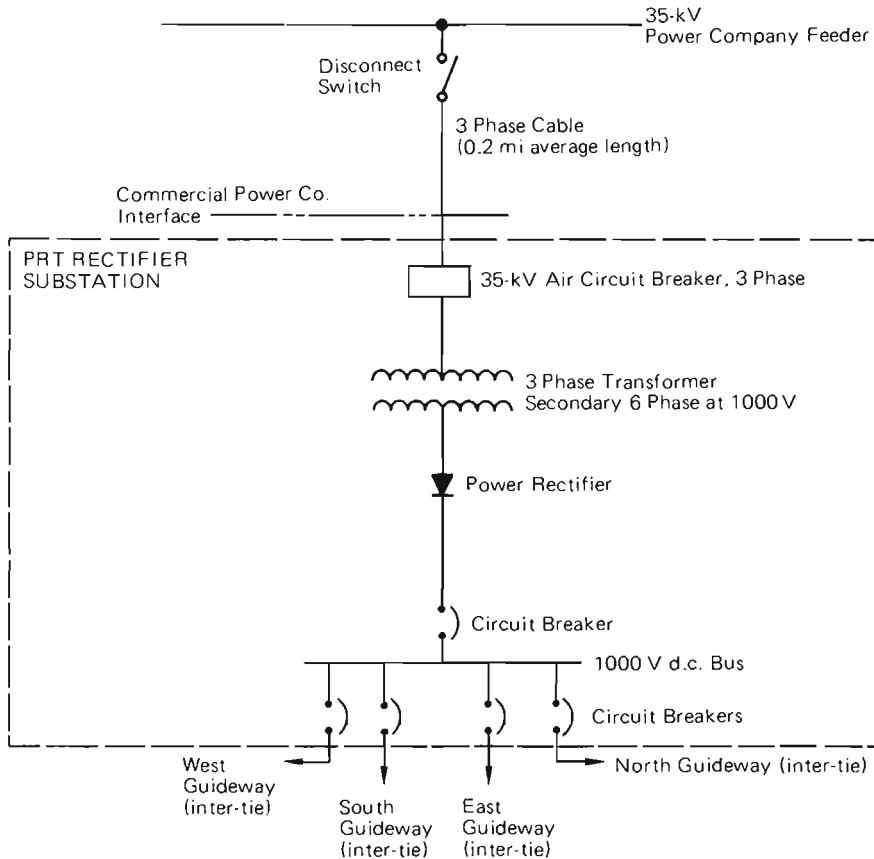 35-kV
Power Company Feeder
Disconnect
Switch
3 Phase Cable
(0.2 mi average length)
Commercial Power Co.
Interface
PRT RECTIFIER
SUBSTATION
35-kV Air Circuit Breaker, 3 Phase
3 Phase Transformer
Secondary 6 Phase at 1000 V
Power Rectifier
Circuit Breaker
1000 V d.c. Bus
Circuit Breakers
West
Guideway
(inter-tie)
South
Guideway
(inter-tie)
East
Guideway
(inter-tie)
North Guideway (inter-tie)